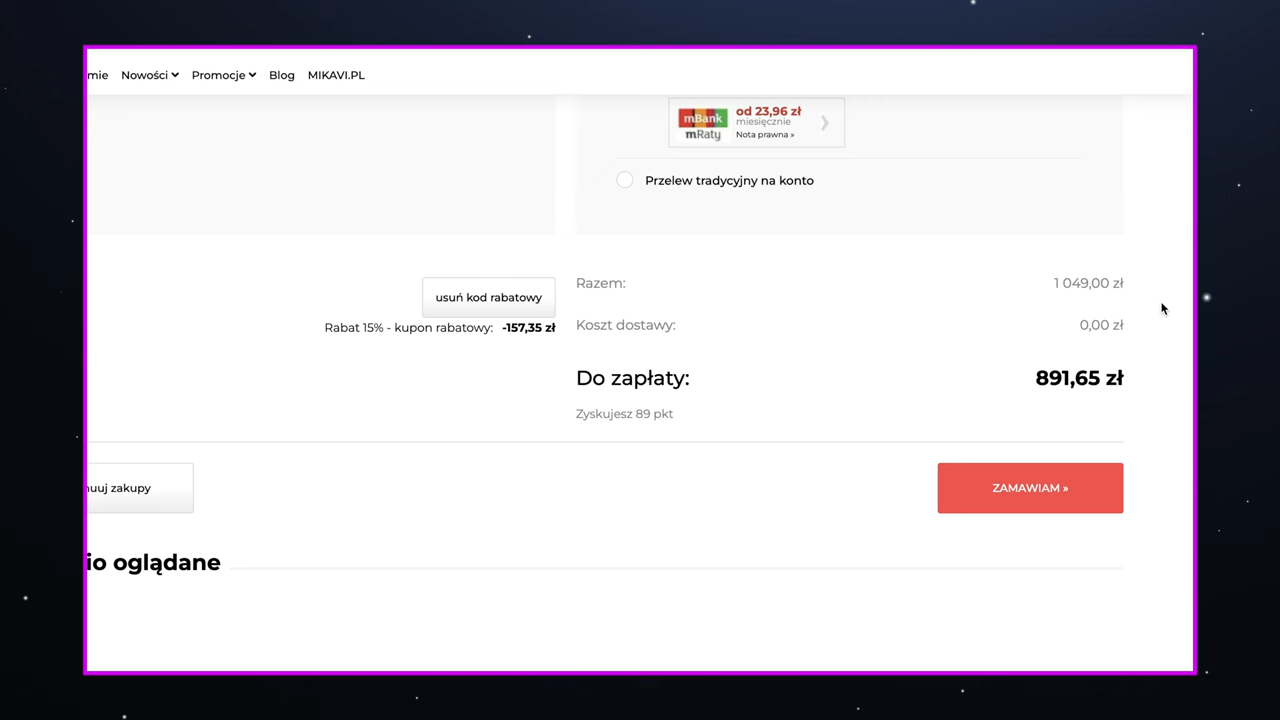 mie Nowości Promocje Blog MIKAVI.PL
mBank
mRaty
od 23,96 zł
miesięcznie
Nota prawna »
Przelew tradycyjny na konto
usuń kod rabatowy
Rabat 15% - kupon rabatowy: -157,35 zł
Razem: 1 049,00 zł
Koszt dostawy: 0,00 zł
Do zapłaty: 891,65 zł
Zyskujesz 89 pkt
nuuj zakupy
ZAMAWIAM »
io oglądane